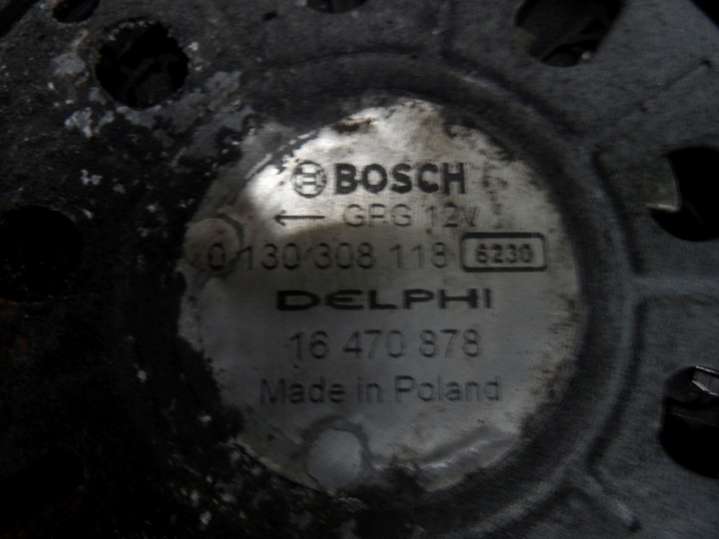 BOSCH
← GPG 12V
0 130 308 118 6230
DELPHI
16 470 878
Made in Poland